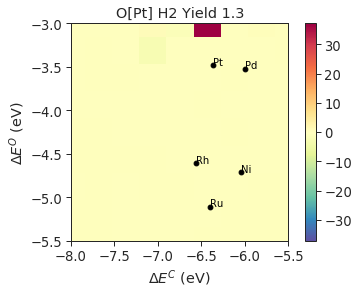 O[Pt] H2 Yield 1.3
−3.0
−3.5
−4.0
−4.5
−5.0
−5.5
ΔE^O (eV)
Pt
Pd
Rh
Ni
Ru
−8.0 −7.5 −7.0 −6.5 −6.0 −5.5
ΔE^C (eV)
30
20
10
0
−10
−20
−30